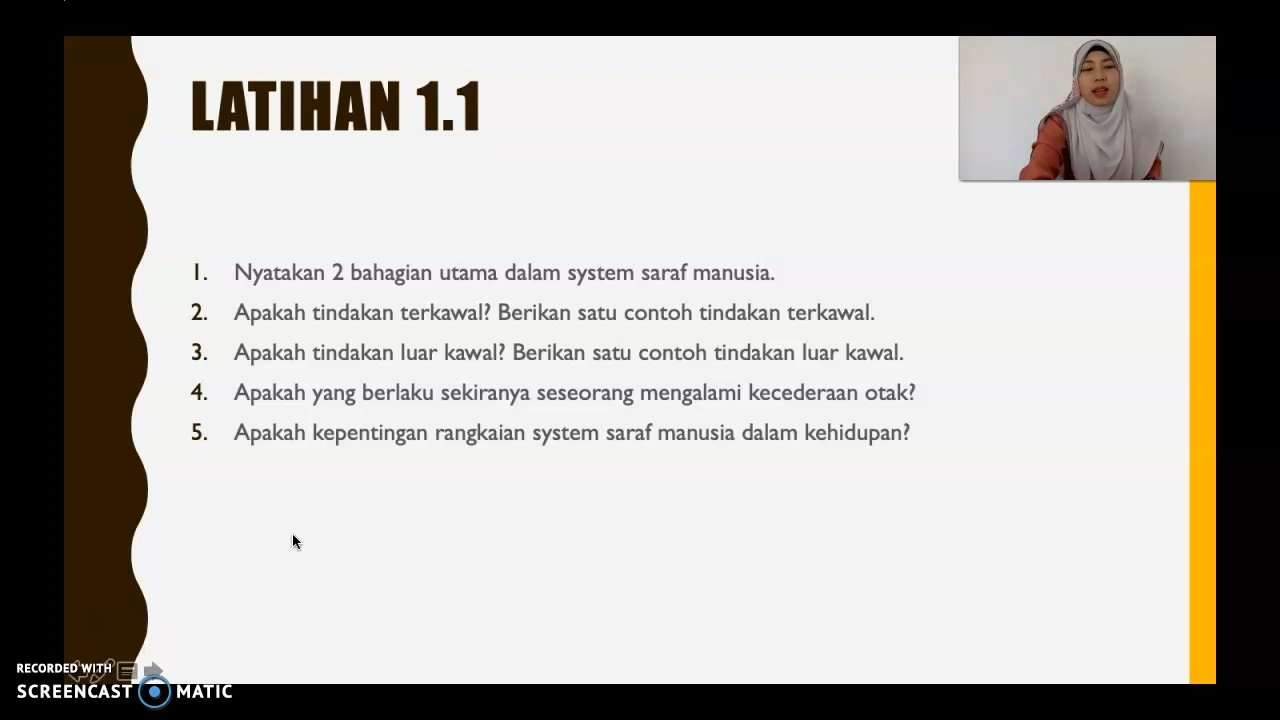 LATIHAN 1.1
1. Nyatakan 2 bahagian utama dalam system saraf manusia.
2. Apakah tindakan terkawal? Berikan satu contoh tindakan terkawal.
3. Apakah tindakan luar kawal? Berikan satu contoh tindakan luar kawal.
4. Apakah yang berlaku sekiranya seseorang mengalami kecederaan otak?
5. Apakah kepentingan rangkaian system saraf manusia dalam kehidupan?
RECORDED WITH
SCREENCAST MATIC